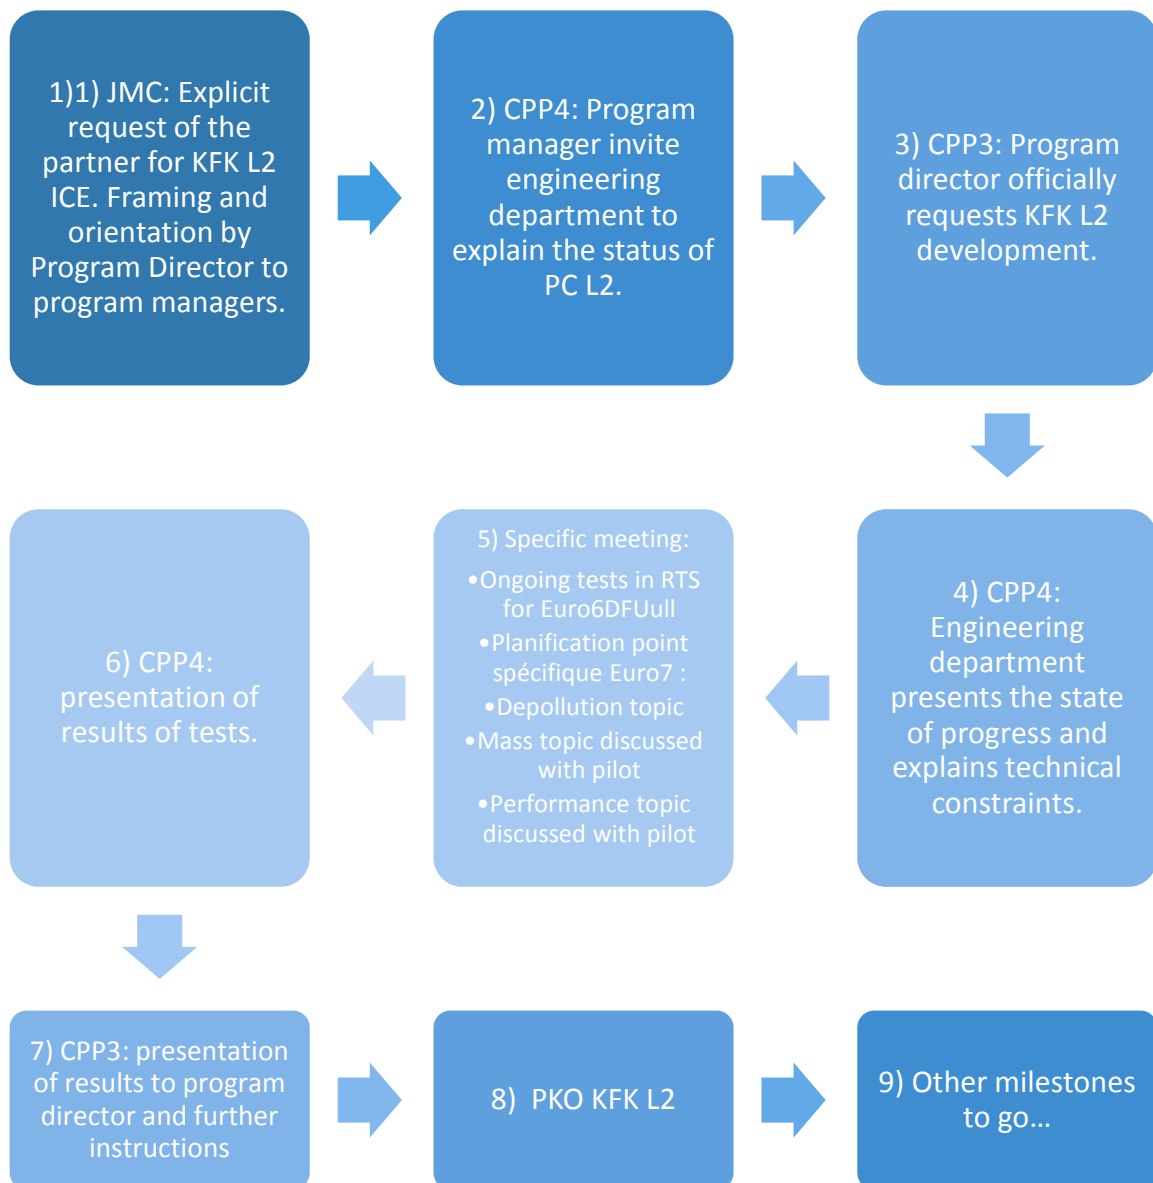 1)1) JMC: Explicit
request of the
partner for KFK L2
ICE. Framing and
orientation by
Program Director to
program managers.
2) CPP4: Program
manager invite
engineering
department to
explain the status of
PC L2.
3) CPP3: Program
director officially
requests KFK L2
development.
4) CPP4:
Engineering
department
presents the state
of progress and
explains technical
constraints.
5) Specific meeting:
•Ongoing tests in RTS
for Euro6DFUull
•Planification point
spécifique Euro7 :
•Depollution topic
•Mass topic discussed
with pilot
•Performance topic
discussed with pilot
6) CPP4:
presentation of
results of tests.
7) CPP3: presentation
of results to program
director and further
instructions
8) PKO KFK L2
9) Other milestones
to go…